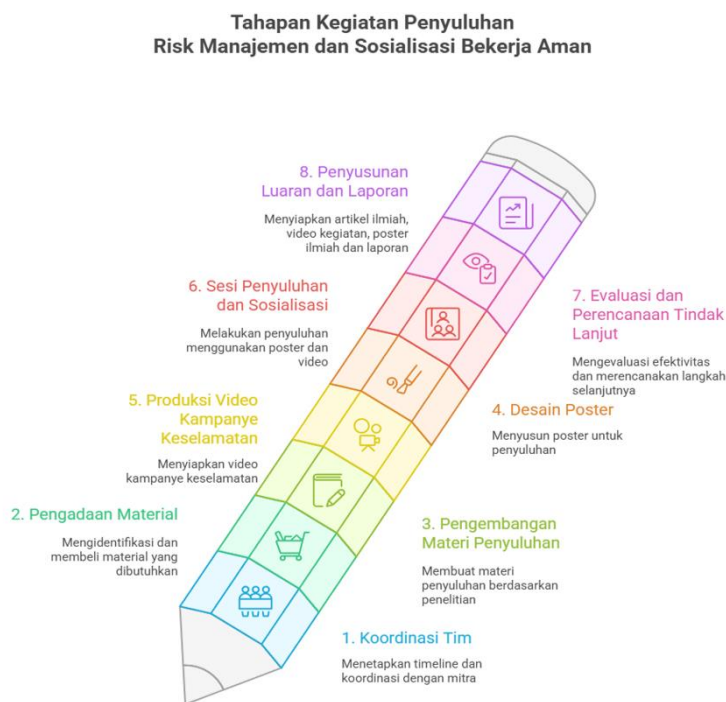 Tahapan Kegiatan Penyuluhan
Risk Manajemen dan Sosialisasi Bekerja Aman
8. Penyusunan
Luaran dan Laporan
Menyiapkan artikel ilmiah,
video kegiatan, poster
ilmiah dan laporan
6. Sesi Penyuluhan
dan Sosialisasi
Melakukan penyuluhan
menggunakan poster dan
video
7. Evaluasi dan
Perencanaan Tindak
Lanjut
Mengevaluasi efektivitas
dan merencanakan langkah
selanjutnya
5. Produksi Video
Kampanye
Keselamatan
Menyiapkan video
kampanye keselamatan
4. Desain Poster
Menyusun poster untuk
penyuluhan
2. Pengadaan Material
Mengidentifikasi dan
membeli material yang
dibutuhkan
3. Pengembangan
Materi Penyuluhan
Membuat materi
penyuluhan berdasarkan
penelitian
1. Koordinasi Tim
Menetapkan timeline dan
koordinasi dengan mitra